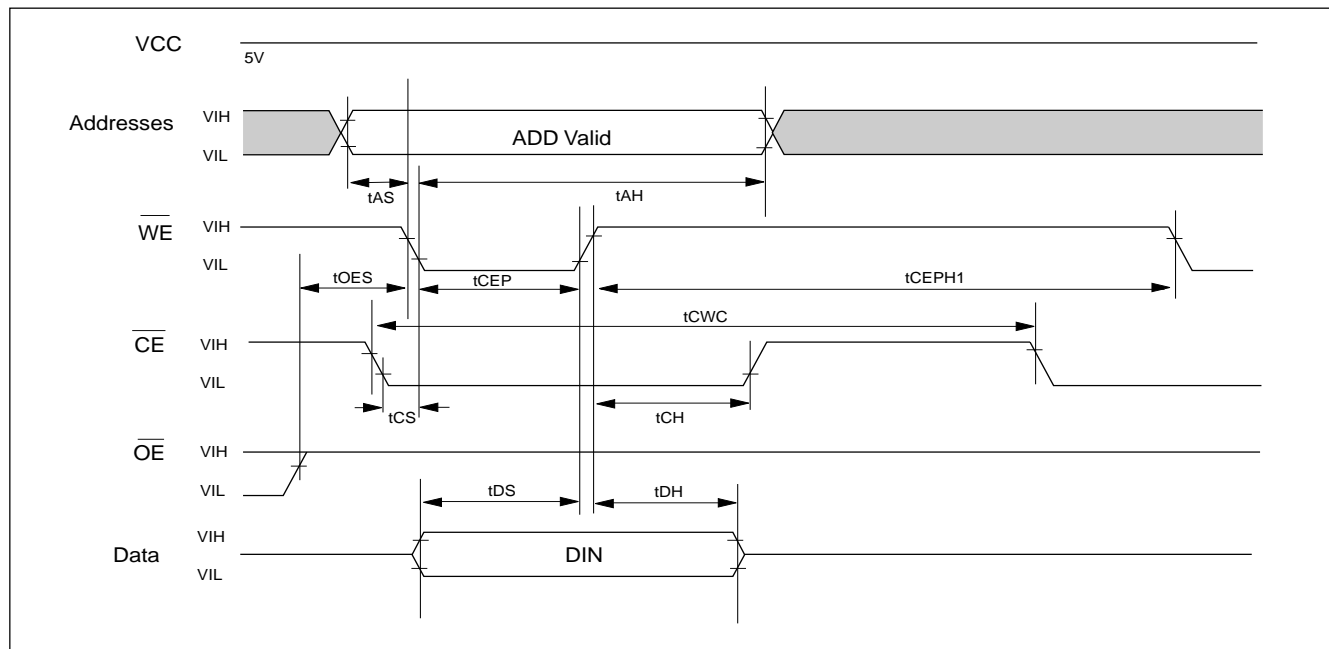 VCC
5V
Addresses
VIH
VIL
ADD Valid
tAS
tAH
WE
VIH
VIL
tOES
tCEP
tCEPH1
tCWC
CE
VIH
VIL
tCS
tCH
OE
VIH
VIL
tDS
tDH
Data
VIH
VIL
DIN